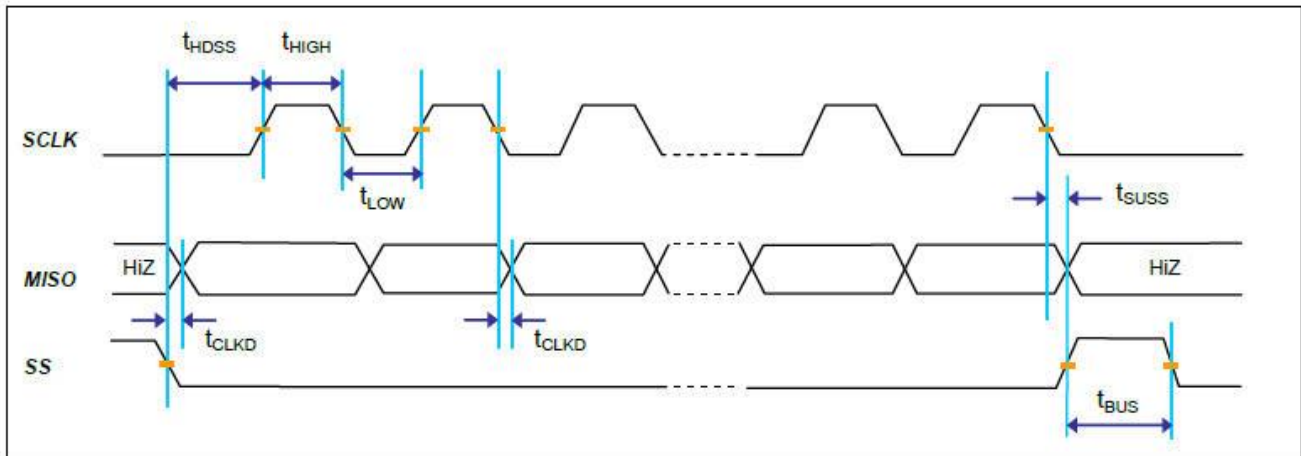 tHDSS tHIGH
SCLK
tLOW
tSUSS
HiZ HiZ
MISO
tCLKD tCLKD
SS
tBUS